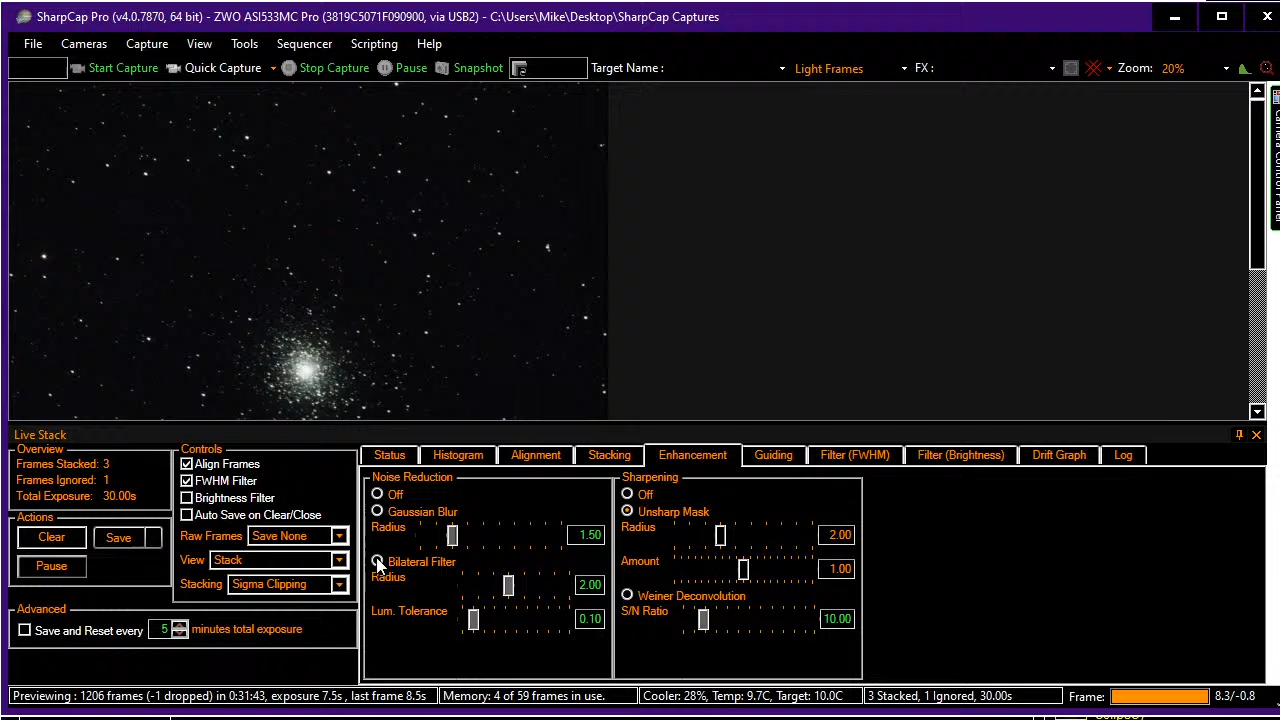 SharpCap Pro (v4.0.7870, 64 bit) - ZWO ASI533MC Pro (3819C5071F090900, via USB2) - C:\Users\Mike\Desktop\SharpCap Captures
File Cameras Capture View Tools Sequencer Scripting Help
Start Capture Quick Capture Stop Capture Pause Snapshot Target Name : Light Frames FX : Zoom: 20%
Live Stack
Overview
Frames Stacked: 3
Frames Ignored: 1
Total Exposure: 30.00s
Actions
Clear Save
Pause
Controls
Align Frames
FWHM Filter
Brightness Filter
Auto Save on Clear/Close
Raw Frames Save None
View Stack
Stacking Sigma Clipping
Advanced
Save and Reset every 5 minutes total exposure
Status Histogram Alignment Stacking Enhancement Guiding Filter (FWHM) Filter (Brightness) Drift Graph Log
Noise Reduction
Off
Gaussian Blur
Radius 1.50
Bilateral Filter
Radius 2.00
Lum. Tolerance 0.10
Sharpening
Off
Unsharp Mask
Radius 2.00
Amount 1.00
Weiner Deconvolution
S/N Ratio 10.00
Previewing : 1206 frames (-1 dropped) in 0:31:43, exposure 7.5s , last frame 8.5s Memory: 4 of 59 frames in use. Cooler: 28%, Temp: 9.7C, Target: 10.0C 3 Stacked, 1 Ignored, 30.00s Frame: 8.3/-0.8